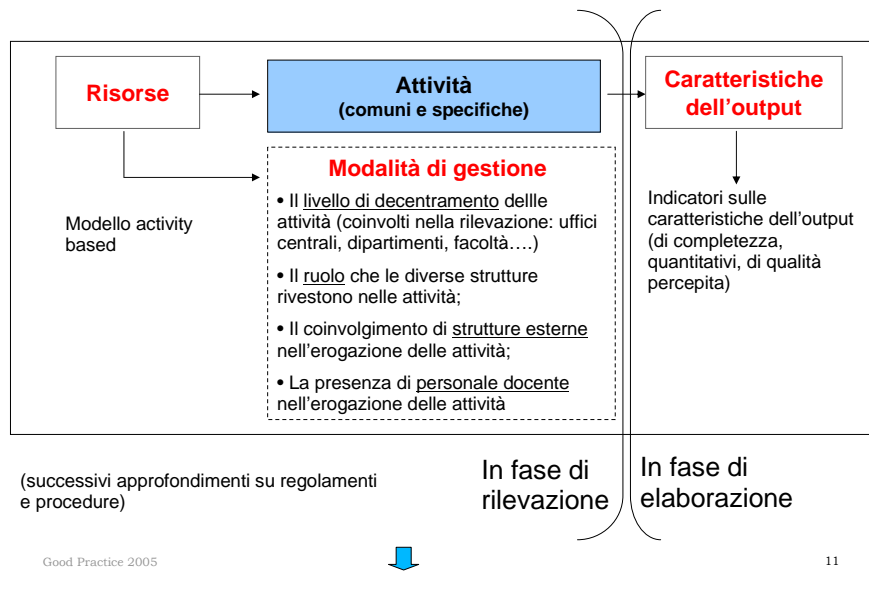 Risorse
Attività
(comuni e specifiche)
Caratteristiche
dell'output
Modalità di gestione
• Il livello di decentramento dellle
attività (coinvolti nella rilevazione: uffici
centrali, dipartimenti, facoltà….)
• Il ruolo che le diverse strutture
rivestono nelle attività;
• Il coinvolgimento di strutture esterne
nell'erogazione delle attività;
• La presenza di personale docente
nell'erogazione delle attività
Modello activity
based
Indicatori sulle
caratteristiche dell'output
(di completezza,
quantitativi, di qualità
percepita)
(successivi approfondimenti su regolamenti
e procedure)
In fase di
rilevazione
In fase di
elaborazione
Good Practice 2005
11